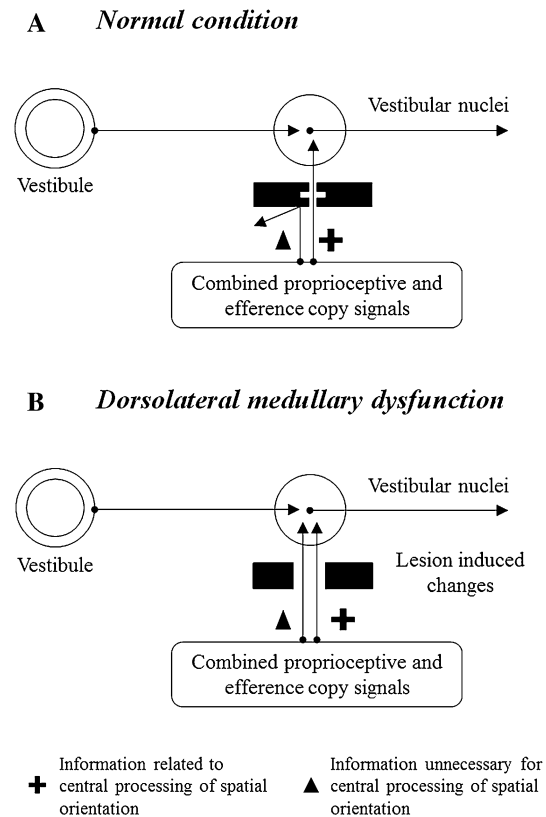 A Normal condition
Vestibular nuclei
Vestibule
Combined proprioceptive and
efference copy signals
B Dorsolateral medullary dysfunction
Vestibular nuclei
Vestibule
Lesion induced
changes
Combined proprioceptive and
efference copy signals
Information related to
central processing of spatial
orientation
Information unnecessary for
central processing of spatial
orientation